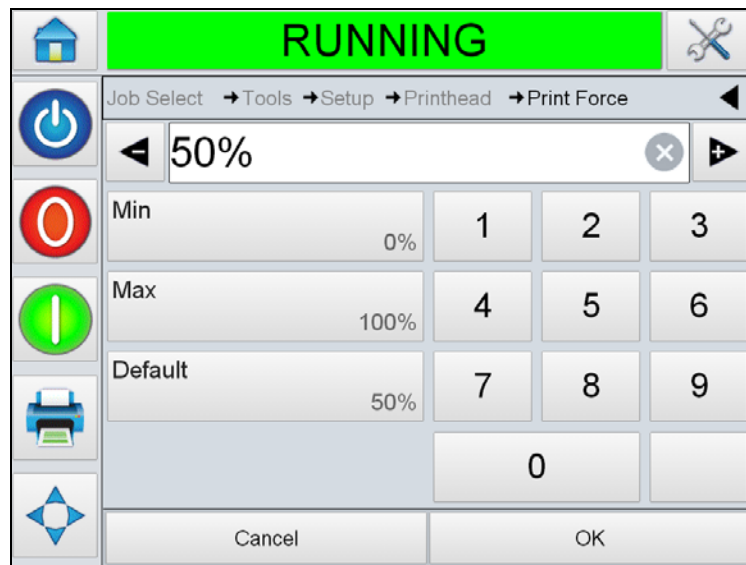 RUNNING
Job Select ➔Tools ➔Setup ➔Printhead ➔Print Force
50%
Min
0%
1 2 3
Max
100%
4 5 6
Default
50%
7 8 9
0
Cancel OK